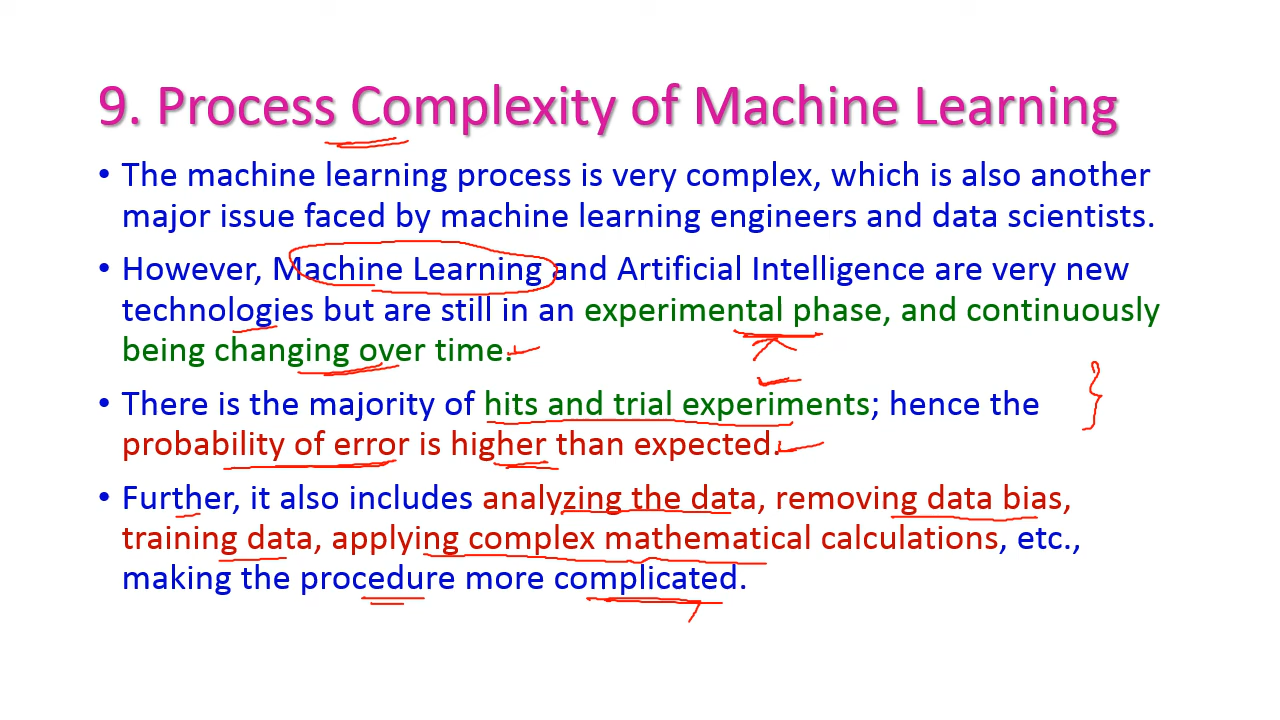 9. Process Complexity of Machine Learning
• The machine learning process is very complex, which is also another
major issue faced by machine learning engineers and data scientists.
• However, Machine Learning and Artificial Intelligence are very new
technologies but are still in an experimental phase, and continuously
being changing over time.
• There is the majority of hits and trial experiments; hence the
probability of error is higher than expected.
• Further, it also includes analyzing the data, removing data bias,
training data, applying complex mathematical calculations, etc.,
making the procedure more complicated.